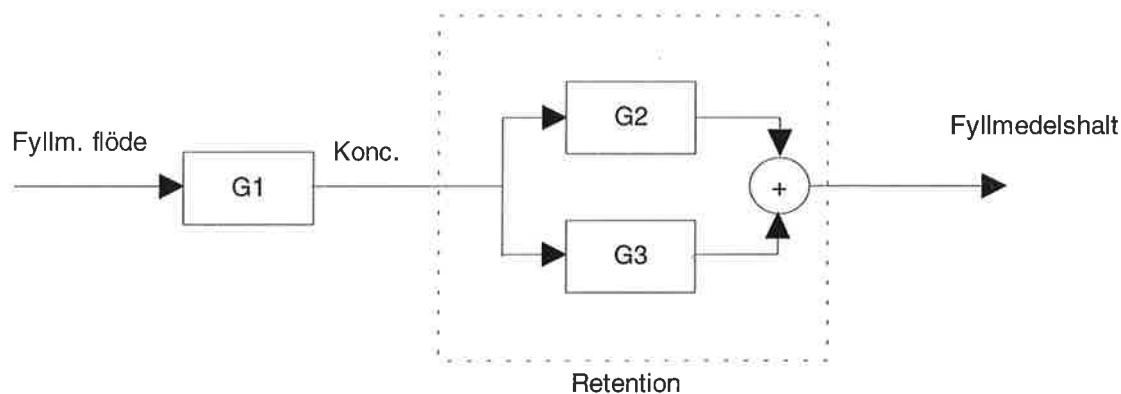 G2
Fyllmedelshalt
Fyllm. flöde
Konc.
G1
+
G3
Retention